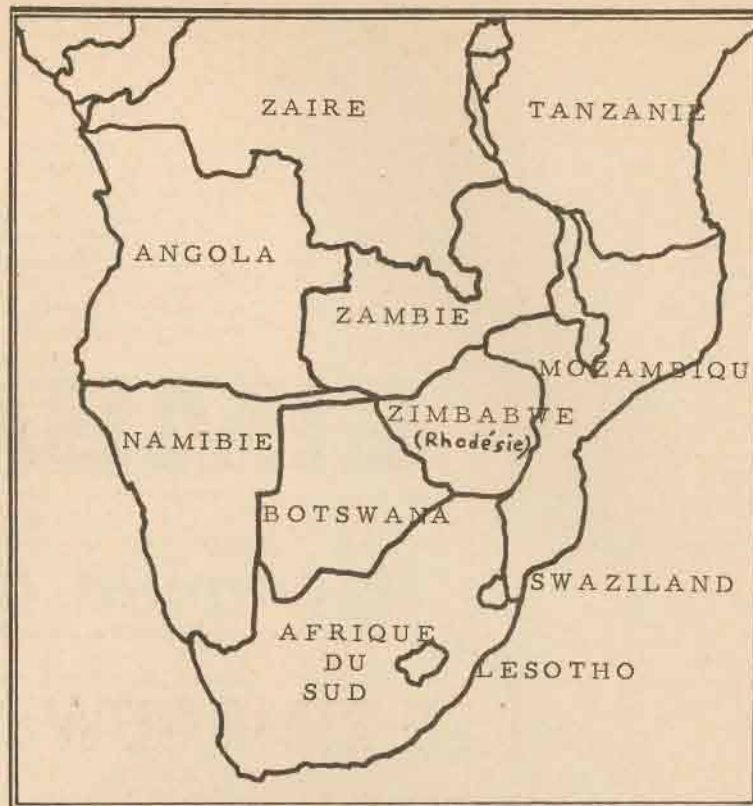 ZAIRE
TANZANIE
ANGOLA
ZAMBIE
MOZAMBIQU
ZIMBABWE
(Rhodésie)
NAMIBIE
BOTSWANA
SWAZILAND
AFRIQUE
DU
SUD
LESOTHO